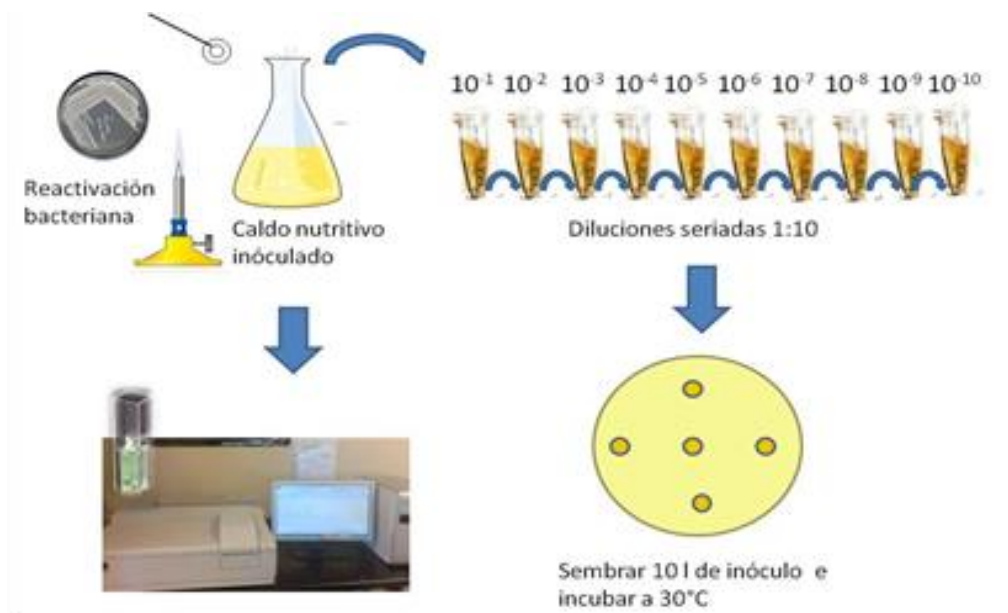 10⁻¹ 10⁻² 10⁻³ 10⁻⁴ 10⁻⁵ 10⁻⁶ 10⁻⁷ 10⁻⁸ 10⁻⁹ 10⁻¹⁰
Reactivación
bacteriana
Caldo nutritivo
inóculado
Diluciones seriadas 1:10
Sembrar 10 l de inóculo e
incubar a 30°C